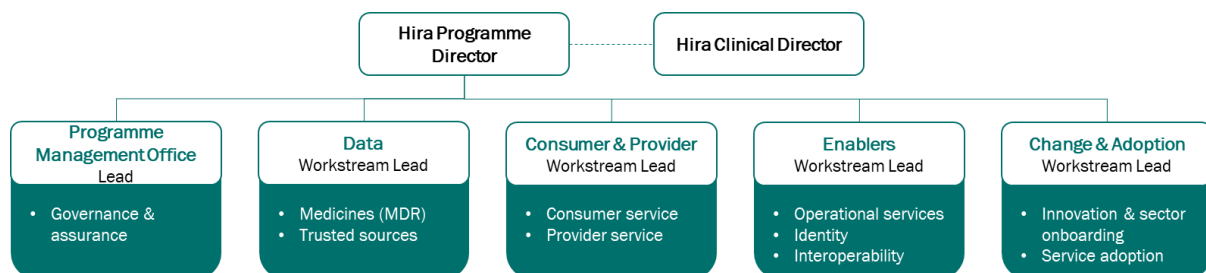 Hira Programme
Director
Hira Clinical Director
Programme
Management Office
Lead
• Governance &
assurance
Data
Workstream Lead
• Medicines (MDR)
• Trusted sources
Consumer & Provider
Workstream Lead
• Consumer service
• Provider service
Enablers
Workstream Lead
• Operational services
• Identity
• Interoperability
Change & Adoption
Workstream Lead
• Innovation & sector
onboarding
• Service adoption